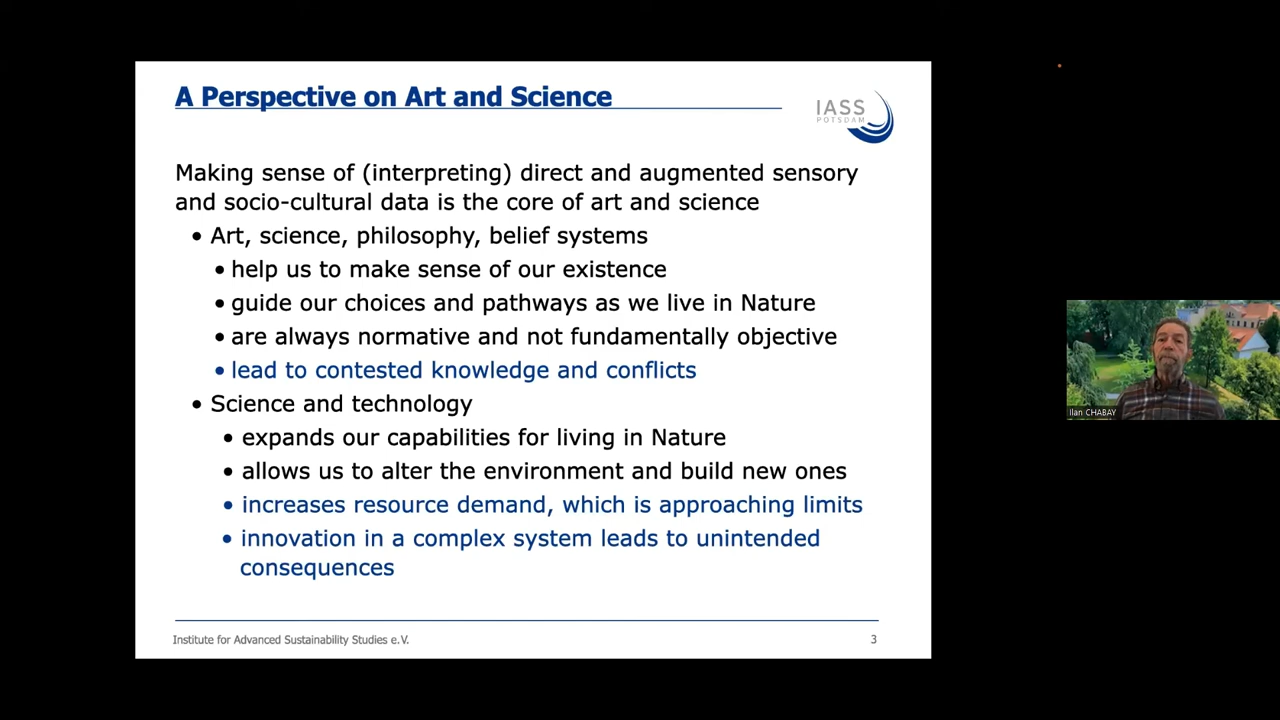 A Perspective on Art and Science
IASS
POTSDAM
Making sense of (interpreting) direct and augmented sensory
and socio-cultural data is the core of art and science
• Art, science, philosophy, belief systems
• help us to make sense of our existence
• guide our choices and pathways as we live in Nature
• are always normative and not fundamentally objective
• lead to contested knowledge and conflicts
• Science and technology
• expands our capabilities for living in Nature
• allows us to alter the environment and build new ones
• increases resource demand, which is approaching limits
• innovation in a complex system leads to unintended
consequences
Institute for Advanced Sustainability Studies e.V.
3
Ilan CHABAY